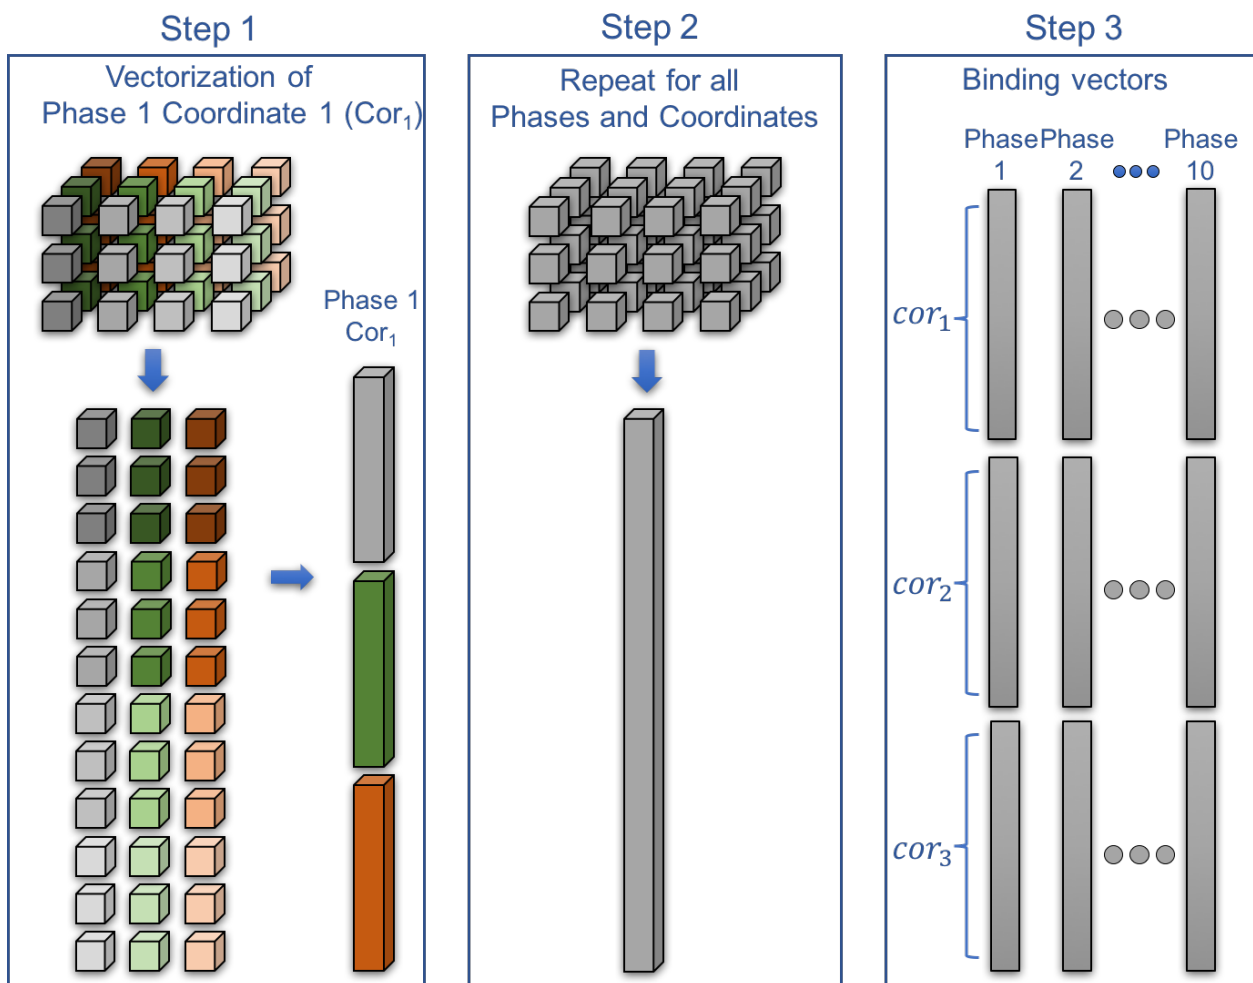 Step 1
Vectorization of
Phase 1 Coordinate 1 (Cor₁)
Phase 1
Cor₁
Step 2
Repeat for all
Phases and Coordinates
Step 3
Binding vectors
Phase Phase Phase
1 2 10
cor₁
cor₂
cor₃